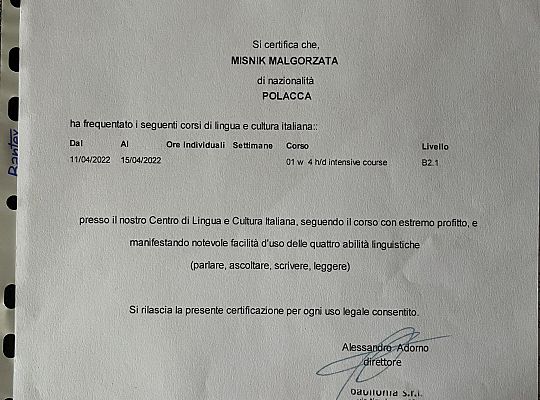 Si certifica che,
MISNIK MALGORZATA
di nazionalità
POLACCA
ha frequentato i seguenti corsi di lingua e cultura italiana::
Dal Al Ore Individuali Settimane Corso Livello
11/04/2022 15/04/2022 01 w 4 h/d intensive course B2.1
presso il nostro Centro di Lingua e Cultura Italiana, seguendo il corso con estremo profitto, e
manifestando notevole facilità d'uso delle quattro abilità linguistiche
(parlare, ascoltare, scrivere, leggere)
Si rilascia la presente certificazione per ogni uso legale consentito.
Alessandro Adorno
direttore
s.r.l.
Bantex